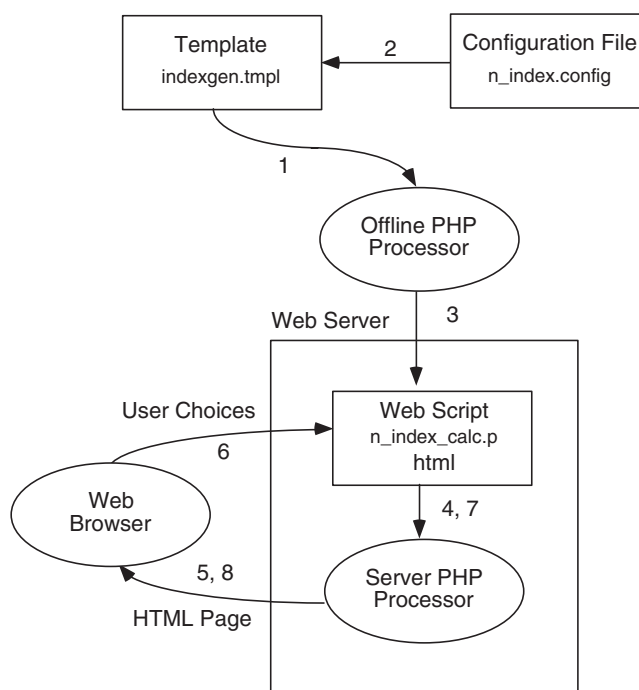 Template
indexgen.tmpl
2
Configuration File
n_index.config
1
Offline PHP
Processor
3
Web Server
User Choices
6
Web Script
n_index_calc.p
html
4, 7
Web
Browser
5, 8
HTML Page
Server PHP
Processor